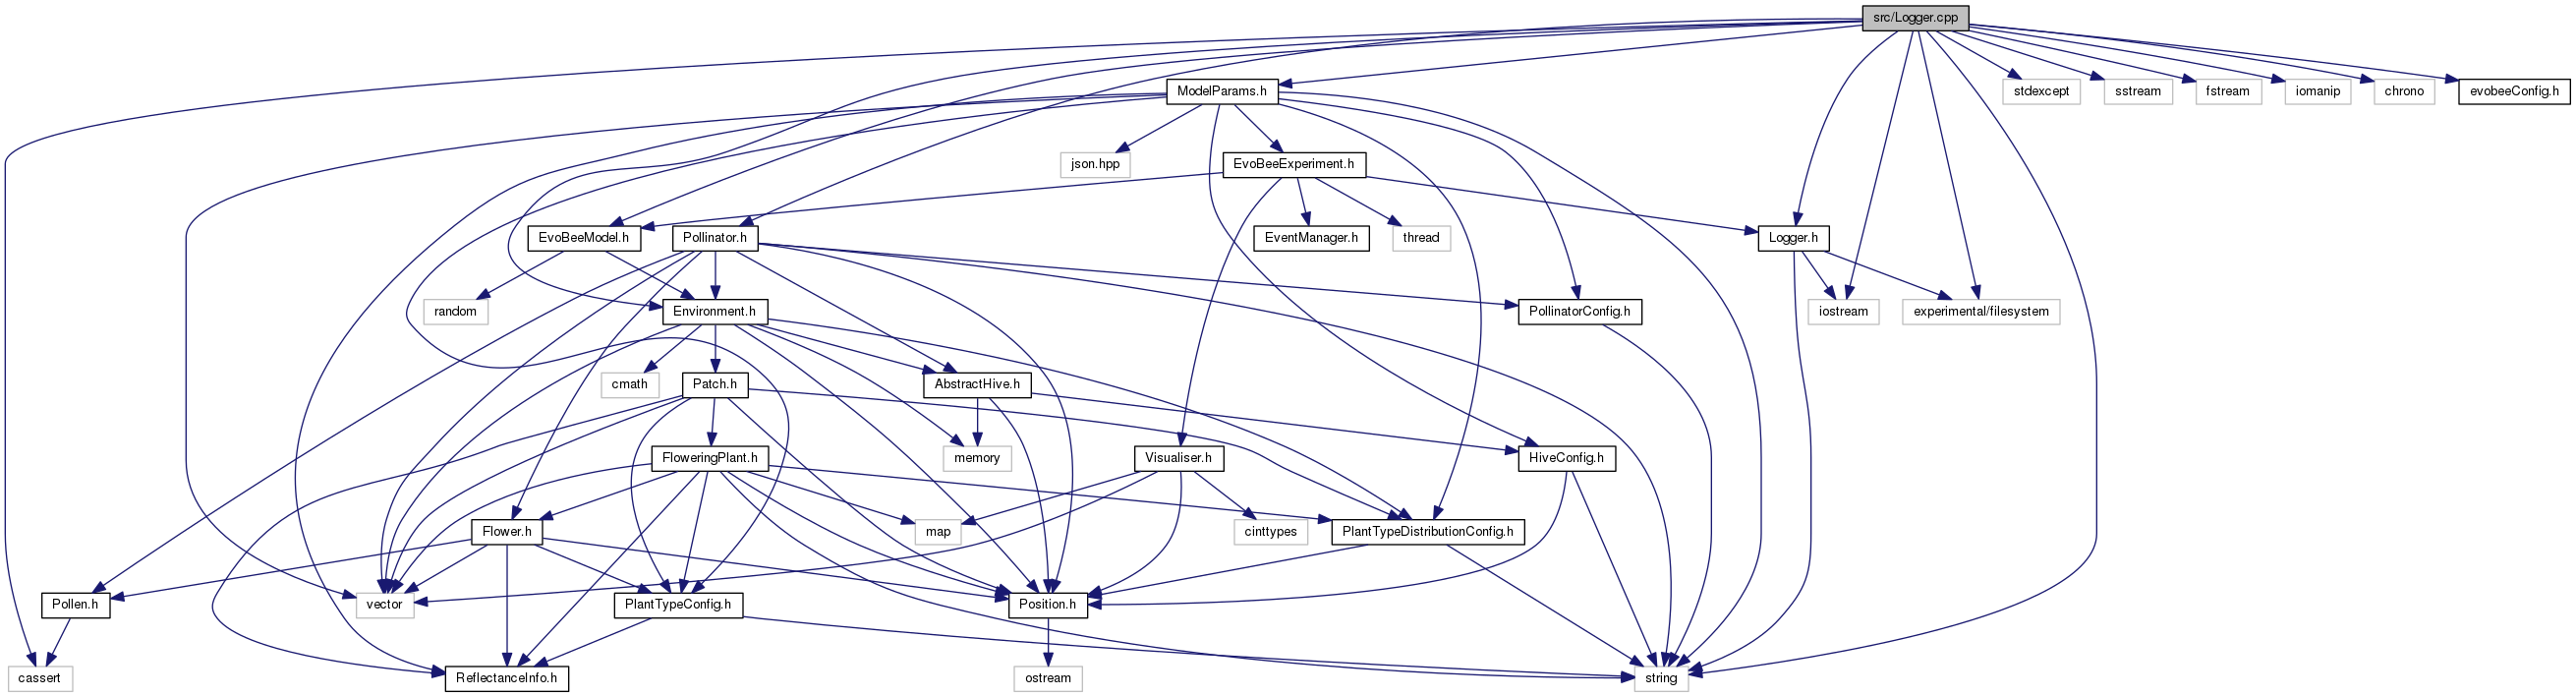 src/Logger.cpp
ModelParams.h
stdexcept
sstream
fstream
iomanip
chrono
evobeeConfig.h
json.hpp
EvoBeeExperiment.h
EvoBeeModel.h
Pollinator.h
EventManager.h
thread
Logger.h
random
Environment.h
PollinatorConfig.h
iostream
experimental/filesystem
cmath
Patch.h
AbstractHive.h
FloweringPlant.h
memory
Visualiser.h
HiveConfig.h
Flower.h
map
cinttypes
PlantTypeDistributionConfig.h
Pollen.h
vector
PlantTypeConfig.h
Position.h
cassert
ReflectanceInfo.h
ostream
string